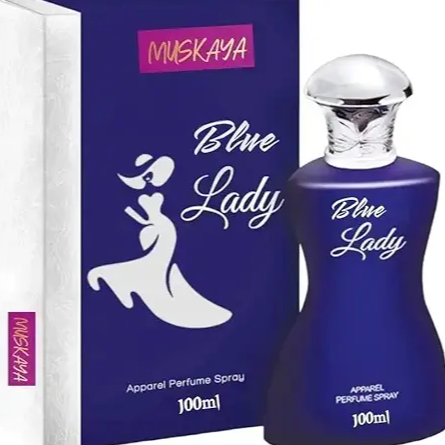 MUSKAYA
Blue
Lady
Apparel Perfume Spray
100ml
MUSKAYA
Blue
Lady
APPAREL
PERFUME SPRAY
100ml